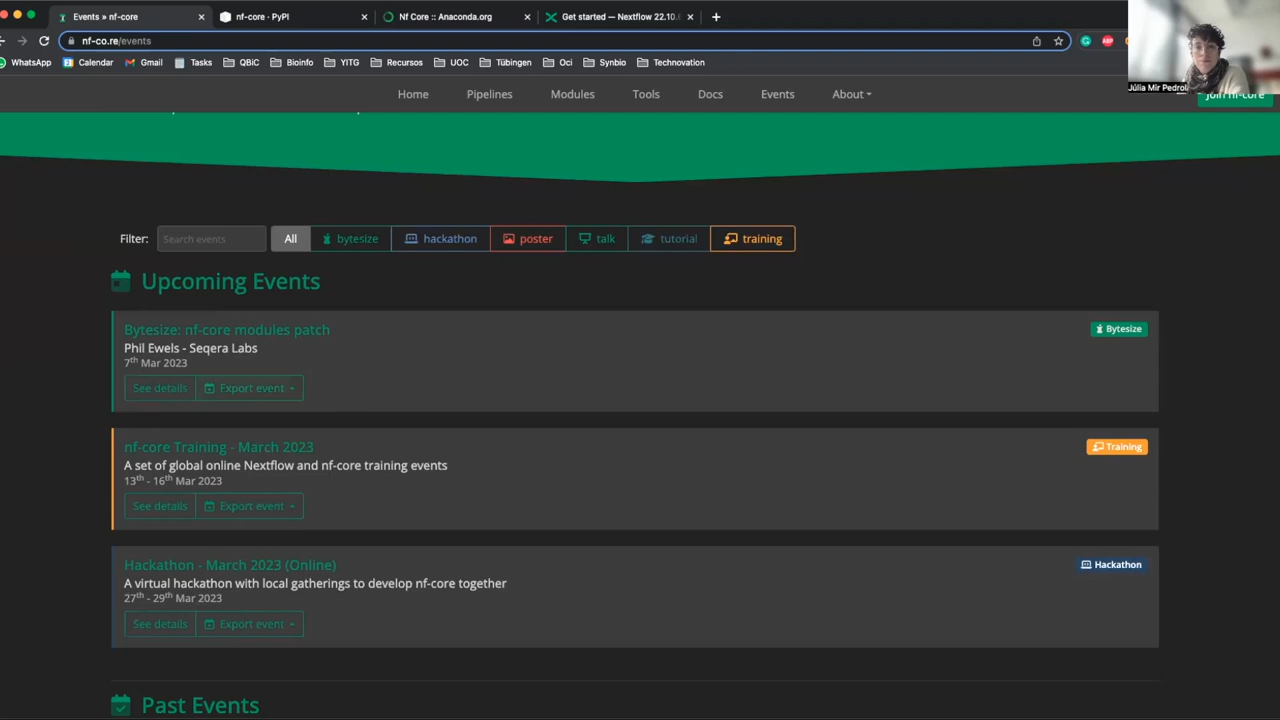 Events » nf-core
nf-core · PyPI
Nf Core :: Anaconda.org
Get started — Nextflow 22.10.
nf-co.re/events
WhatsApp Calendar Gmail Tasks QBiC Bioinfo YITG Recursos UOC Tübingen Oci Synbio Technovation
Júlia Mir Pedrol
Home Pipelines Modules Tools Docs Events About
Join nf-core
Filter: Search events All bytesize hackathon poster talk tutorial training
Upcoming Events
Bytesize: nf-core modules patch
Bytesize
Phil Ewels - Seqera Labs
7th Mar 2023
See details Export event
nf-core Training - March 2023
Training
A set of global online Nextflow and nf-core training events
13th - 16th Mar 2023
See details Export event
Hackathon - March 2023 (Online)
Hackathon
A virtual hackathon with local gatherings to develop nf-core together
27th - 29th Mar 2023
See details Export event
Past Events